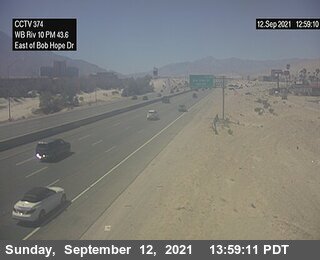 CCTV 374
WB Riv 10 PM 43.6
East of Bob Hope Dr
12.Sep 2021 12:59:10
Sunday, September 12, 2021 13:59:11 PDT